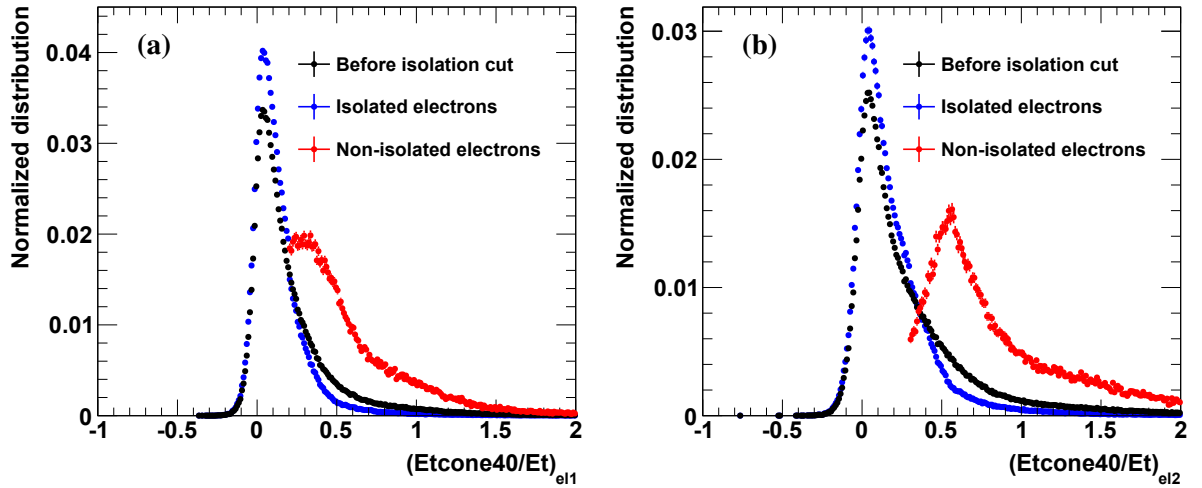 Normalized distribution
(a)
0.04
0.03
0.02
0.01
0
Before isolation cut
Isolated electrons
Non-isolated electrons
-1 -0.5 0 0.5 1 1.5 2
(Etcone40/Et)el1
Normalized distribution
(b)
0.03
0.02
0.01
0
Before isolation cut
Isolated electrons
Non-isolated electrons
-1 -0.5 0 0.5 1 1.5 2
(Etcone40/Et)el2